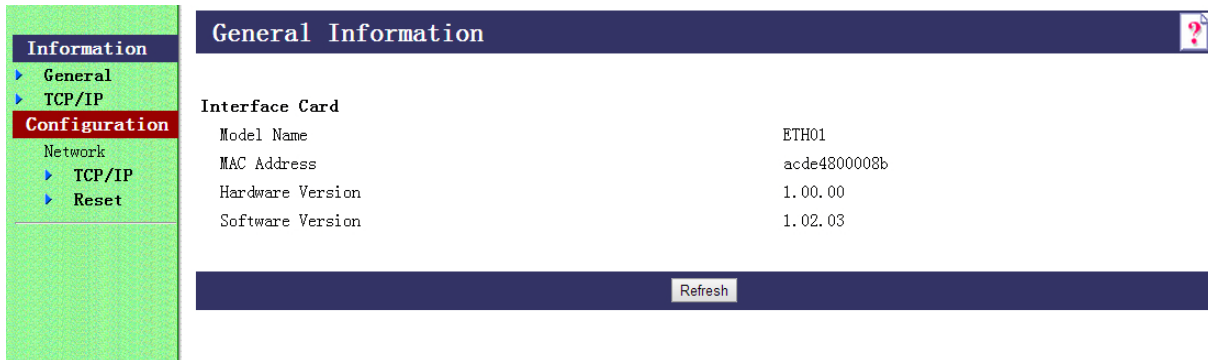 Information
General
TCP/IP
Configuration
Network
TCP/IP
Reset
General Information
?
Interface Card
Model Name ETH01
MAC Address acde4800008b
Hardware Version 1.00.00
Software Version 1.02.03
Refresh